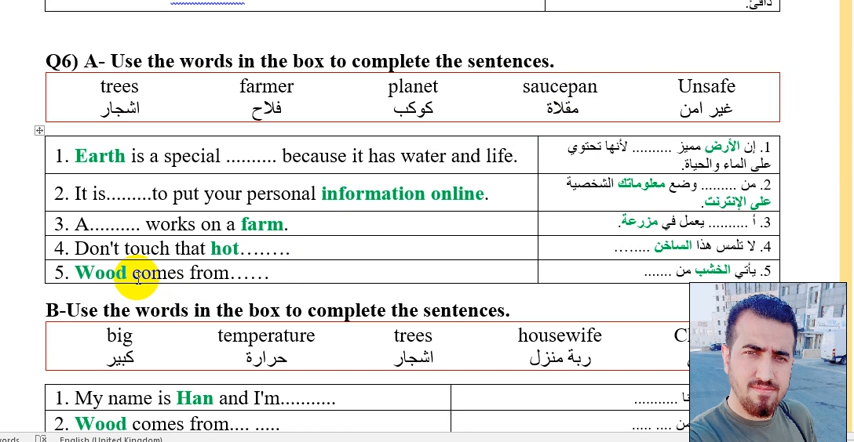 دافئ.
Q6) A- Use the words in the box to complete the sentences.
trees farmer planet saucepan Unsafe
اشجار فلاح كوكب مقلاة غير امن
1. Earth is a special .......... because it has water and life.
1. إن الأرض مميز .......... لأنها تحتوي
على الماء والحياة.
2. It is.........to put your personal information online.
2. من ......... وضع معلوماتك الشخصية
على الإنترنت.
3. A.......... works on a farm.
3. أ .......... يعمل في مزرعة.
4. Don't touch that hot........
4. لا تلمس هذا الساخن ........
5. Wood comes from……
5. يأتي الخشب من .......
B-Use the words in the box to complete the sentences.
big temperature trees housewife
كبير حرارة اشجار ربة منزل
1. My name is Han and I'm...........
2. Wood comes from.... .....
English (United Kingdom)